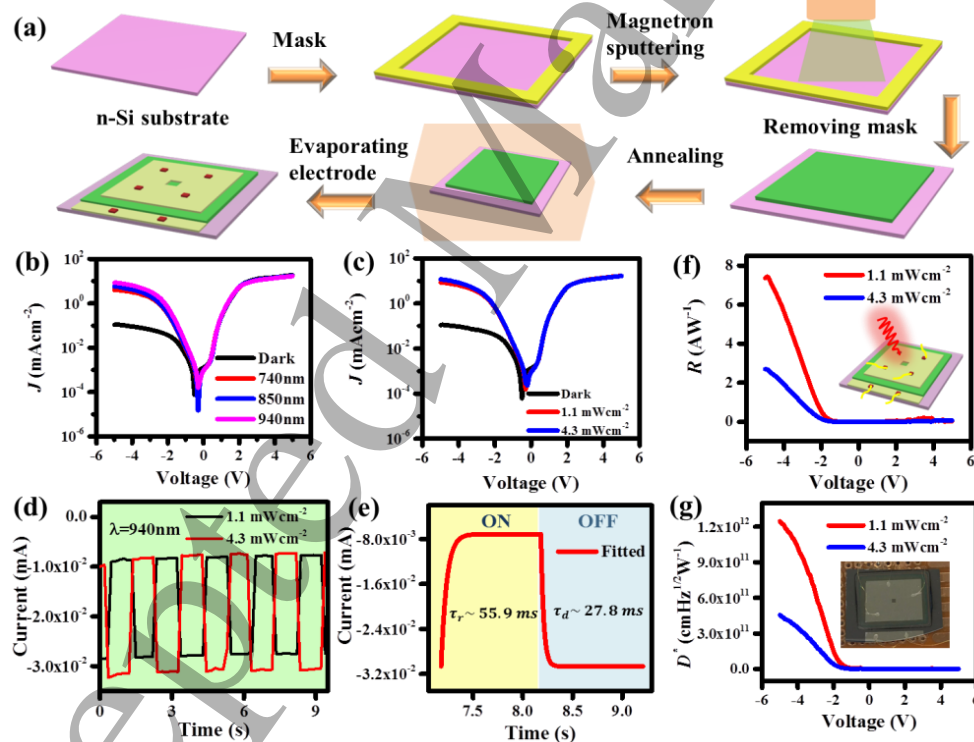 (a)
Mask
Magnetron
sputtering
n-Si substrate
Removing mask
Evaporating
electrode
Annealing
(b)
J (mAcm⁻²)
10²
10⁰
10⁻²
10⁻⁴
10⁻⁶
Dark
740nm
850nm
940nm
-6 -4 -2 0 2 4 6
Voltage (V)
(c)
J (mAcm⁻²)
10²
10⁰
10⁻²
10⁻⁴
10⁻⁶
Dark
1.1 mWcm⁻²
4.3 mWcm⁻²
-6 -4 -2 0 2 4 6
Voltage (V)
(f)
R (AW⁻¹)
8
6
4
2
0
1.1 mWcm⁻²
4.3 mWcm⁻²
-6 -4 -2 0 2 4 6
Voltage (V)
(d)
Current (mA)
0.0
-1.0x10⁻²
-2.0x10⁻²
-3.0x10⁻²
λ=940nm
1.1 mWcm⁻²
4.3 mWcm⁻²
0 3 6 9
Time (s)
(e)
Current (mA)
-8.0x10⁻³
-1.6x10⁻²
-2.4x10⁻²
-3.2x10⁻²
ON OFF
Fitted
τr~ 55.9 ms
τd~ 27.8 ms
7.5 8.0 8.5 9.0
Time (s)
(g)
D* (cmHz¹/²W⁻¹)
1.2x10¹²
9.0x10¹¹
6.0x10¹¹
3.0x10¹¹
0.0
1.1 mWcm⁻²
4.3 mWcm⁻²
-6 -4 -2 0 2 4 6
Voltage (V)